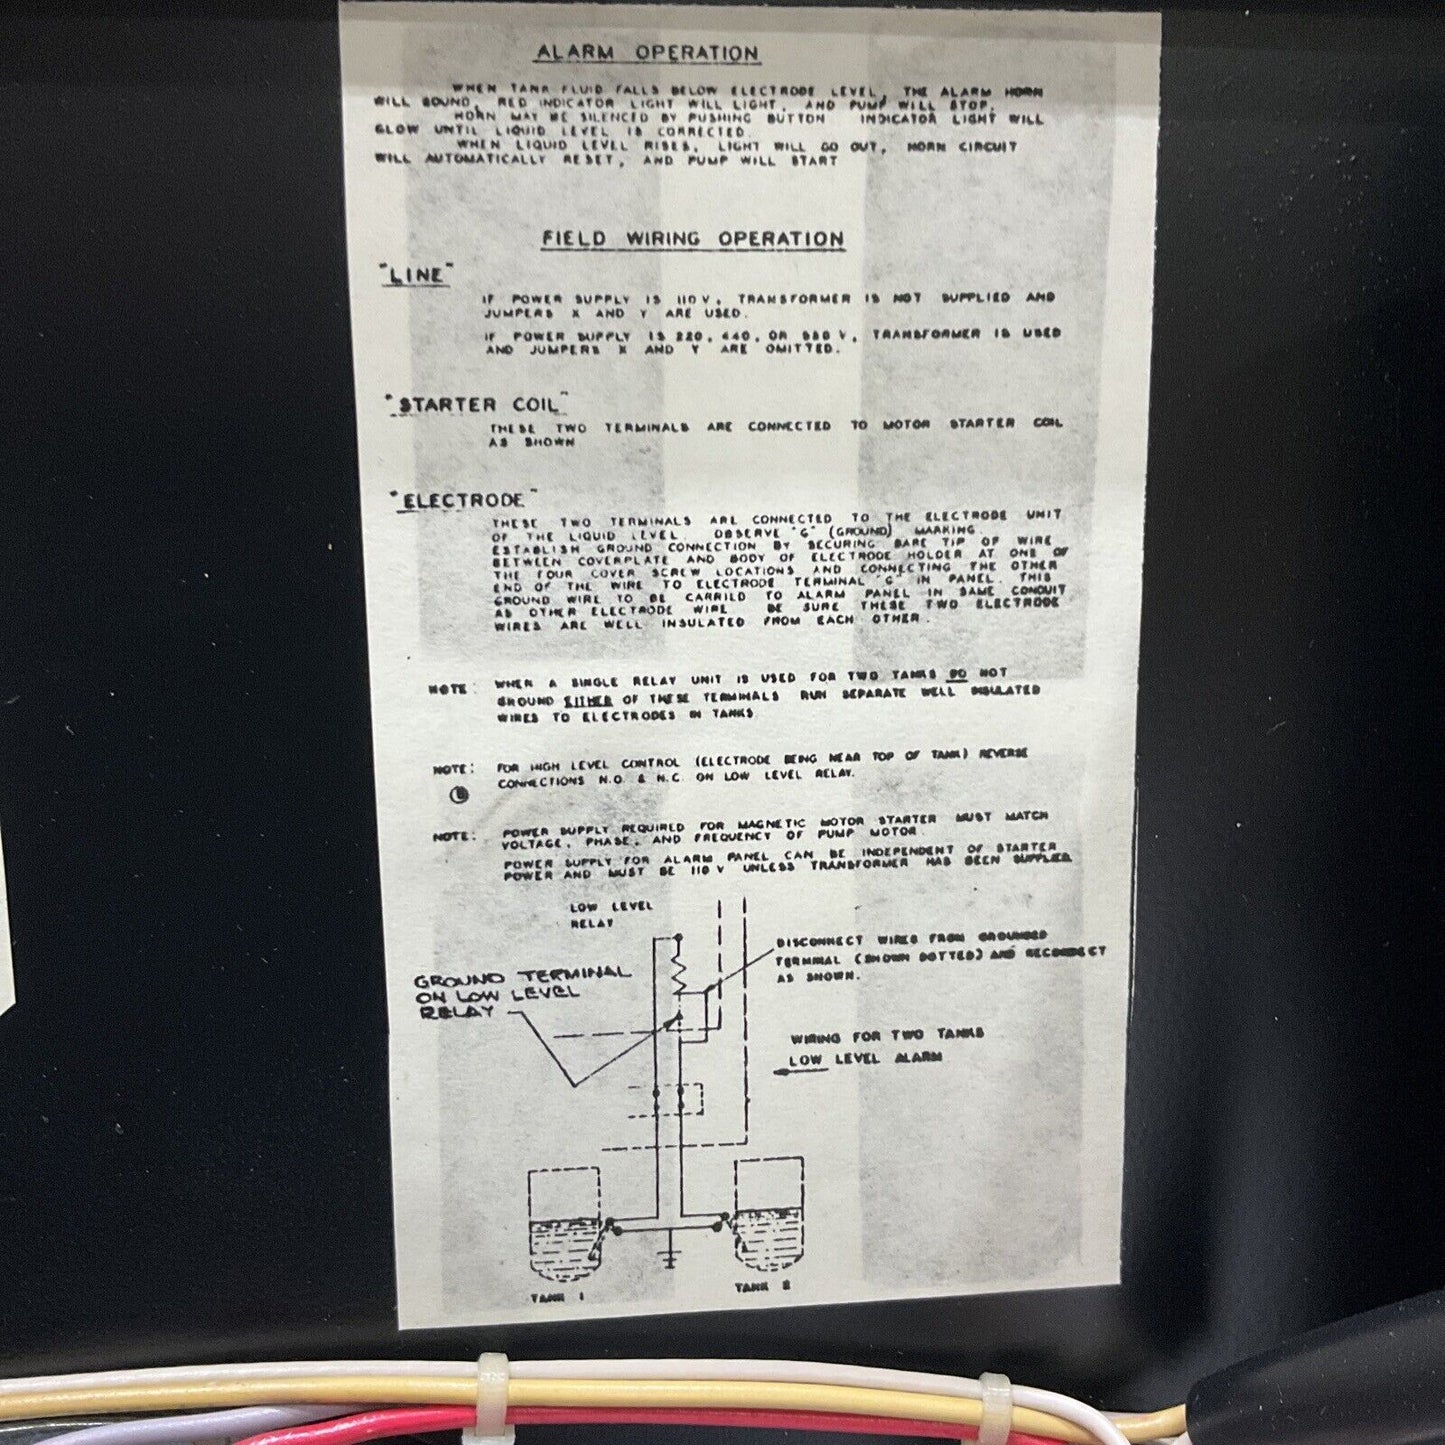 ALARM OPERATION
WHEN TANK FLUID FALLS BELOW ELECTRODE LEVEL, THE ALARM HORN
WILL SOUND, RED INDICATOR LIGHT WILL LIGHT, AND PUMP WILL STOP.
HORN MAY BE SILENCED BY PUSHING BUTTON INDICATOR LIGHT WILL
GLOW UNTIL LIQUID LEVEL IS CORRECTED.
WHEN LIQUID LEVEL RISES, LIGHT WILL GO OUT, HORN CIRCUIT
WILL AUTOMATICALLY RESET, AND PUMP WILL START
FIELD WIRING OPERATION
"LINE"
IF POWER SUPPLY IS 110 V, TRANSFORMER IS NOT SUPPLIED AND
JUMPERS X AND Y ARE USED.
IF POWER SUPPLY IS 220, 440, OR 550 V, TRANSFORMER IS USED
AND JUMPERS X AND Y ARE OMITTED.
"STARTER COIL"
THESE TWO TERMINALS ARE CONNECTED TO MOTOR STARTER COIL
AS SHOWN
"ELECTRODE"
THESE TWO TERMINALS ARE CONNECTED TO THE ELECTRODE UNIT
OF THE LIQUID LEVEL OBSERVE "G" (GROUND) MARKING
ESTABLISH GROUND CONNECTION BY SECURING BARE TIP OF WIRE
BETWEEN COVERPLATE AND BODY OF ELECTRODE HOLDER AT ONE OF
THE FOUR COVER SCREW LOCATIONS AND CONNECTING THE OTHER
END OF THE WIRE TO ELECTRODE TERMINAL "G" IN PANEL. THIS
GROUND WIRE TO BE CARRIED TO ALARM PANEL IN SAME CONDUIT
AS OTHER ELECTRODE WIRE BE SURE THESE TWO ELECTRODE
WIRES ARE WELL INSULATED FROM EACH OTHER.
NOTE: WHEN A SINGLE RELAY UNIT IS USED FOR TWO TANKS DO NOT
GROUND EITHER OF THESE TERMINALS RUN SEPARATE WELL INSULATED
WIRES TO ELECTRODES IN TANKS
NOTE: FOR HIGH LEVEL CONTROL (ELECTRODE BEING NEAR TOP OF TANK) REVERSE
CONNECTIONS N.O. & N.C. ON LOW LEVEL RELAY.
NOTE: POWER SUPPLY REQUIRED FOR MAGNETIC MOTOR STARTER MUST MATCH
VOLTAGE, PHASE, AND FREQUENCY OF PUMP MOTOR.
POWER SUPPLY FOR ALARM PANEL CAN BE INDEPENDENT OF STARTER
POWER AND MUST BE 110 V UNLESS TRANSFORMER HAS BEEN SUPPLIED
LOW LEVEL
RELAY
DISCONNECT WIRES FROM GROUNDED
TERMINAL (SHOWN DOTTED) AND RECONNECT
AS SHOWN.
GROUND TERMINAL
ON LOW LEVEL
RELAY
WIRING FOR TWO TANKS
LOW LEVEL ALARM
TANK 1
TANK 2